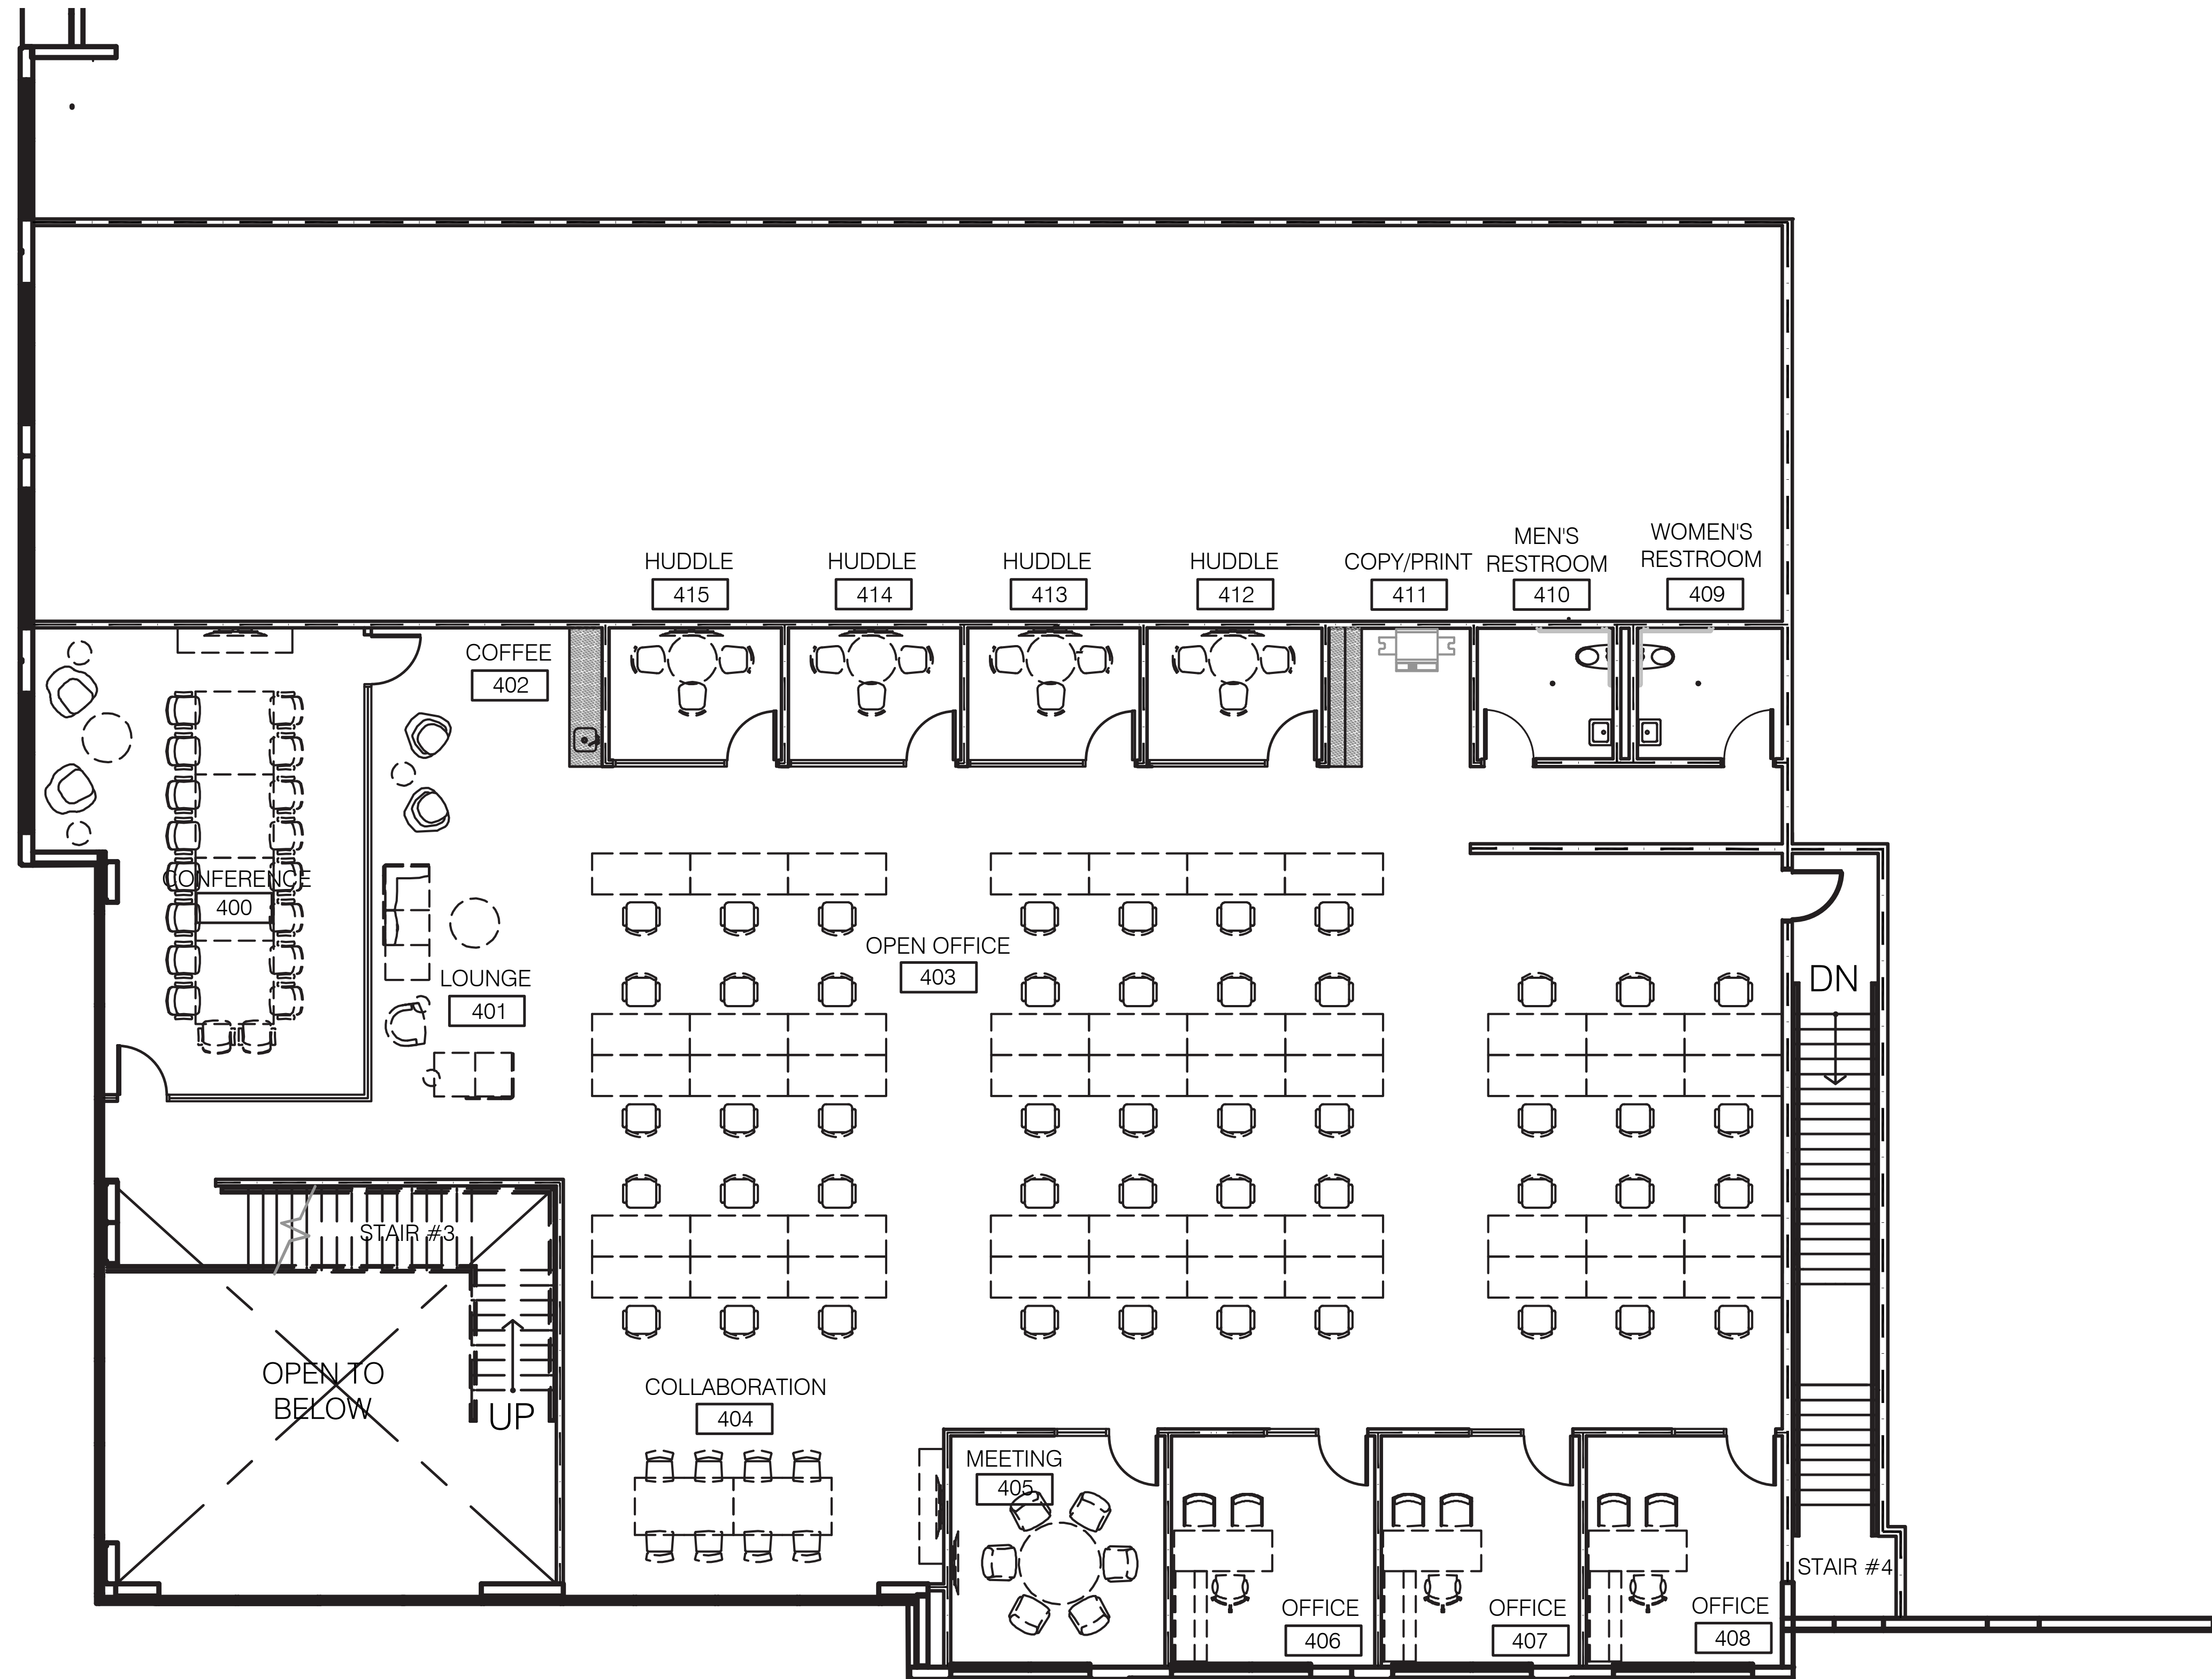 HUDDLE
415
HUDDLE
414
HUDDLE
413
HUDDLE
412
COPY/PRINT
411
MEN'S
RESTROOM
410
WOMEN'S
RESTROOM
409
COFFEE
402
CONFERENCE
400
LOUNGE
401
OPEN OFFICE
403
DN
STAIR #3
OPEN TO
BELOW
UP
COLLABORATION
404
MEETING
405
OFFICE
406
OFFICE
407
OFFICE
408
STAIR #4